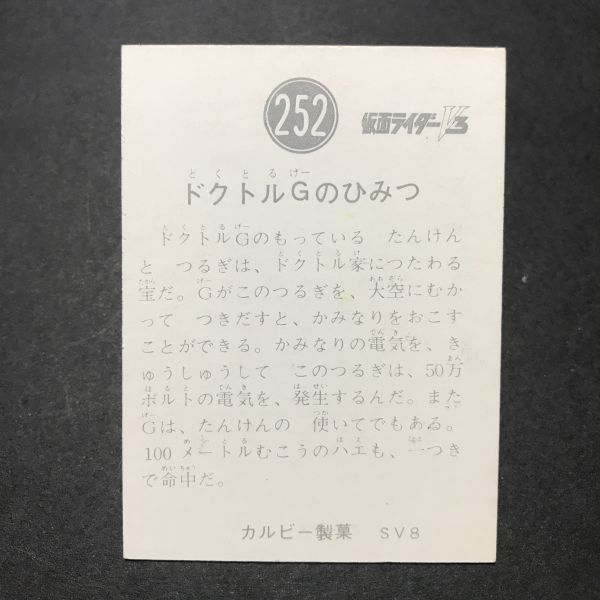 252
仮面ライダーV3
ドクトルGのひみつ
ドクトルGのもっている たんけん
と つるぎは、ドクトル家につたわる
宝だ。Gがこのつるぎを、大空にむか
って つきだすと、かみなりをおこす
ことができる。かみなりの電気を、き
ゅうしゅうして このつるぎは、50万
ボルトの電気を、発生するんだ。また
Gは、たんけんの 使いてでもある。
100メートルむこうのハエも、一つき
で命中だ。
カルビー製菓 SV8